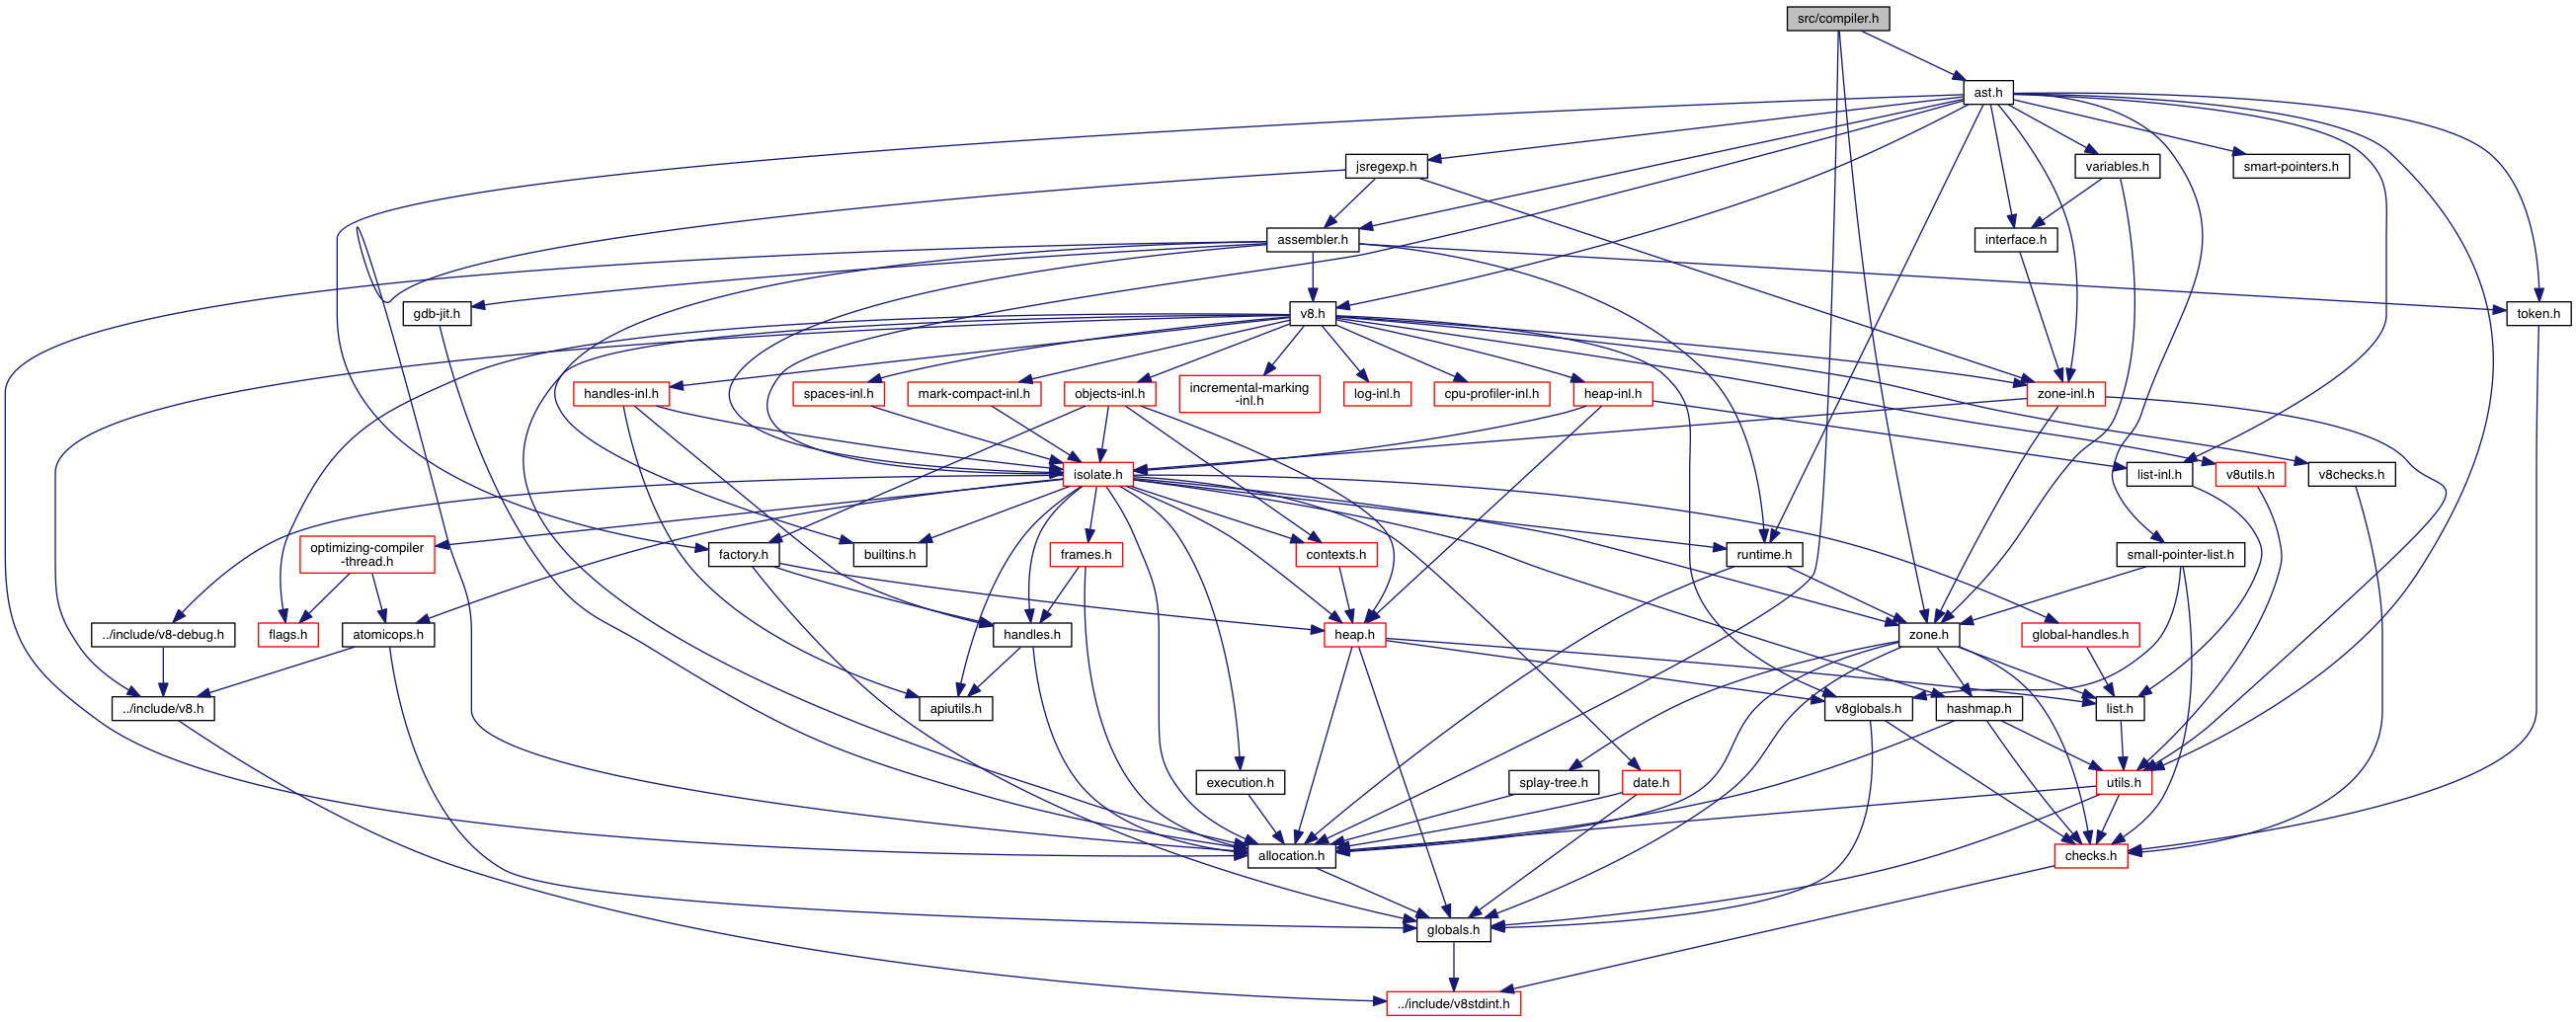 src/compiler.h
ast.h
jsregexp.h
variables.h
smart-pointers.h
assembler.h
interface.h
gdb-jit.h
v8.h
token.h
handles-inl.h
spaces-inl.h
mark-compact-inl.h
objects-inl.h
incremental-marking
-inl.h
log-inl.h
cpu-profiler-inl.h
heap-inl.h
zone-inl.h
isolate.h
list-inl.h
v8utils.h
v8checks.h
optimizing-compiler
-thread.h
factory.h
builtins.h
frames.h
contexts.h
runtime.h
small-pointer-list.h
../include/v8-debug.h
flags.h
atomicops.h
handles.h
heap.h
zone.h
global-handles.h
../include/v8.h
apiutils.h
v8globals.h
hashmap.h
list.h
execution.h
splay-tree.h
date.h
utils.h
allocation.h
checks.h
globals.h
../include/v8stdint.h